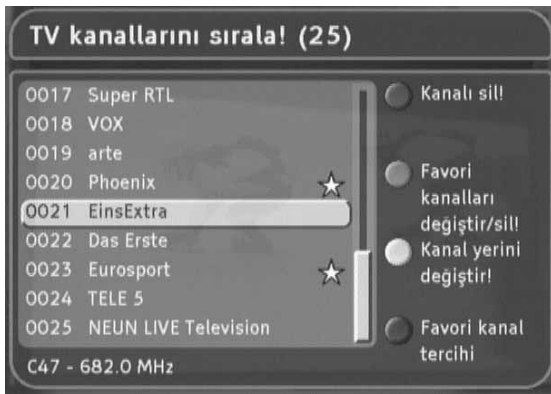 TV kanallarını sırala! (25)
0017 Super RTL
0018 VOX
0019 arte
0020 Phoenix
0021 EinsExtra
0022 Das Erste
0023 Eurosport
0024 TELE 5
0025 NEUN LIVE Television
C47 - 682.0 MHz
Kanalı sil!
Favori
kanalları
değiştir/sil!
Kanal yerini
değiştir!
Favori kanal
tercihi